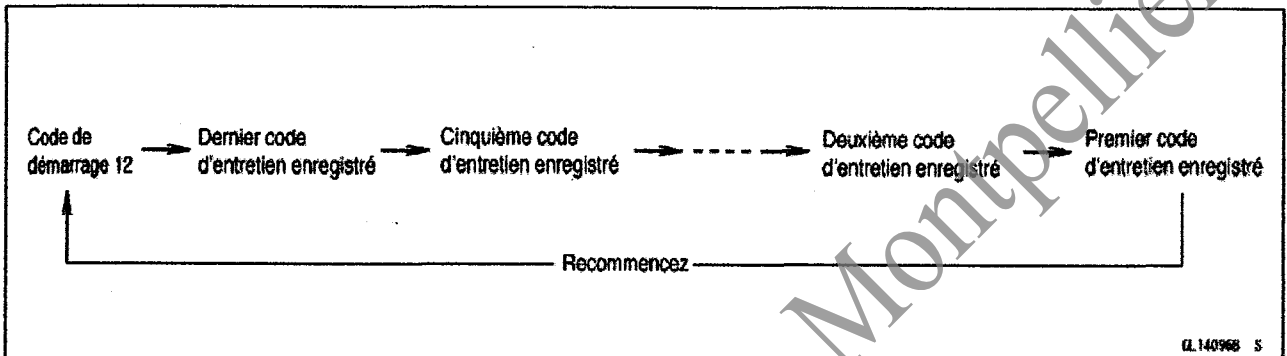 Code de
démarrage 12
Dernier code
d'entretien enregistré
Cinquième code
d'entretien enregistré
Deuxième code
d'entretien enregistré
Premier code
d'entretien enregistré
Recommencez
Montpellier
GL140968 S